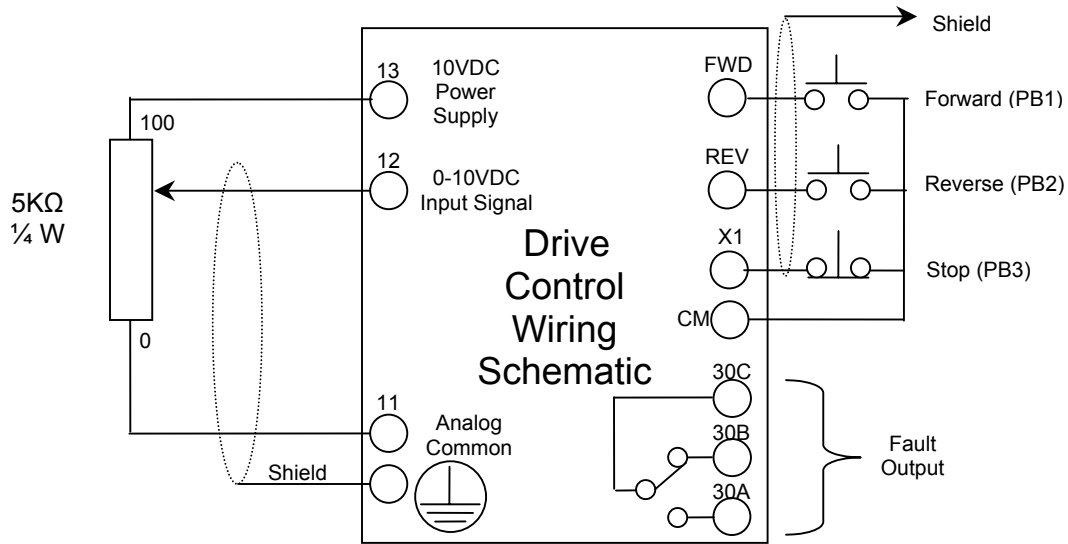 5KΩ
¼ W
100
0
13
10VDC
Power
Supply
12
0-10VDC
Input Signal
11
Analog
Common
Shield
Drive
Control
Wiring
Schematic
FWD
REV
X1
CM
30C
30B
30A
Shield
Forward (PB1)
Reverse (PB2)
Stop (PB3)
Fault
Output